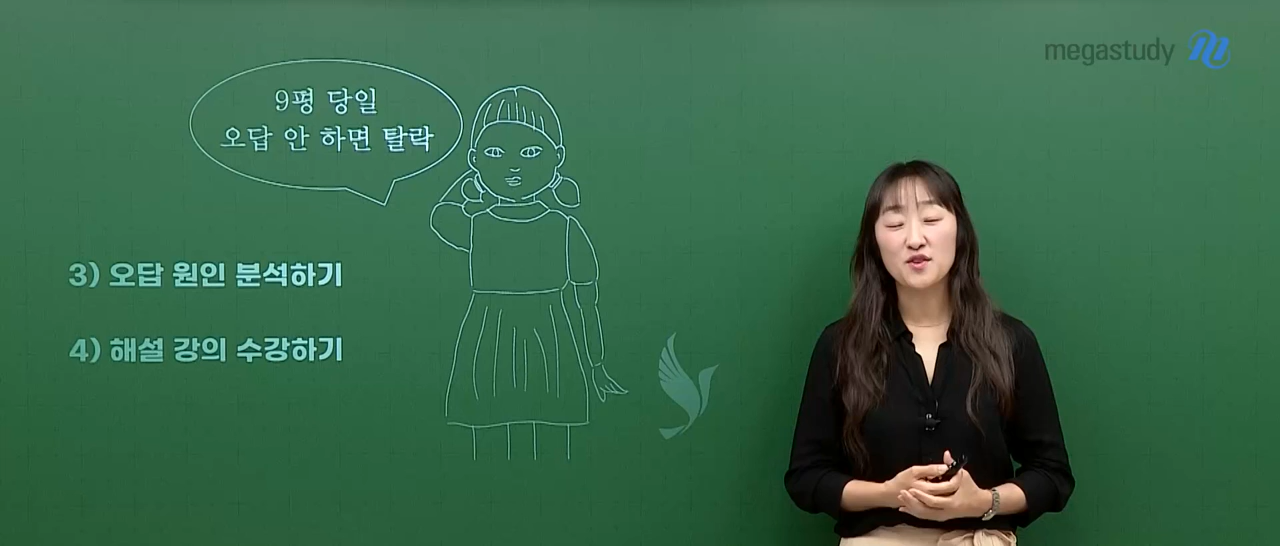 megastudy
9평 당일
오답 안 하면 탈락
3) 오답 원인 분석하기
4) 해설 강의 수강하기